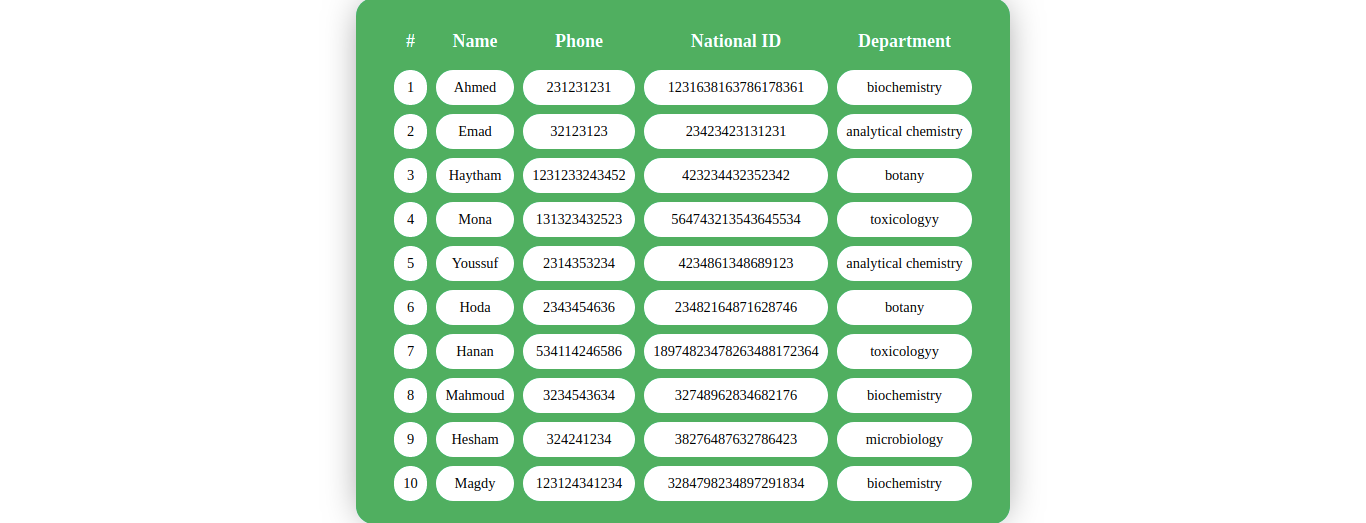 # Name Phone National ID Department
1 Ahmed 231231231 1231638163786178361 biochemistry
2 Emad 32123123 23423423131231 analytical chemistry
3 Haytham 1231233243452 423234432352342 botany
4 Mona 131323432523 564743213543645534 toxicologyy
5 Youssuf 2314353234 4234861348689123 analytical chemistry
6 Hoda 2343454636 23482164871628746 botany
7 Hanan 534114246586 18974823478263488172364 toxicologyy
8 Mahmoud 3234543634 32748962834682176 biochemistry
9 Hesham 324241234 38276487632786423 microbiology
10 Magdy 123124341234 3284798234897291834 biochemistry